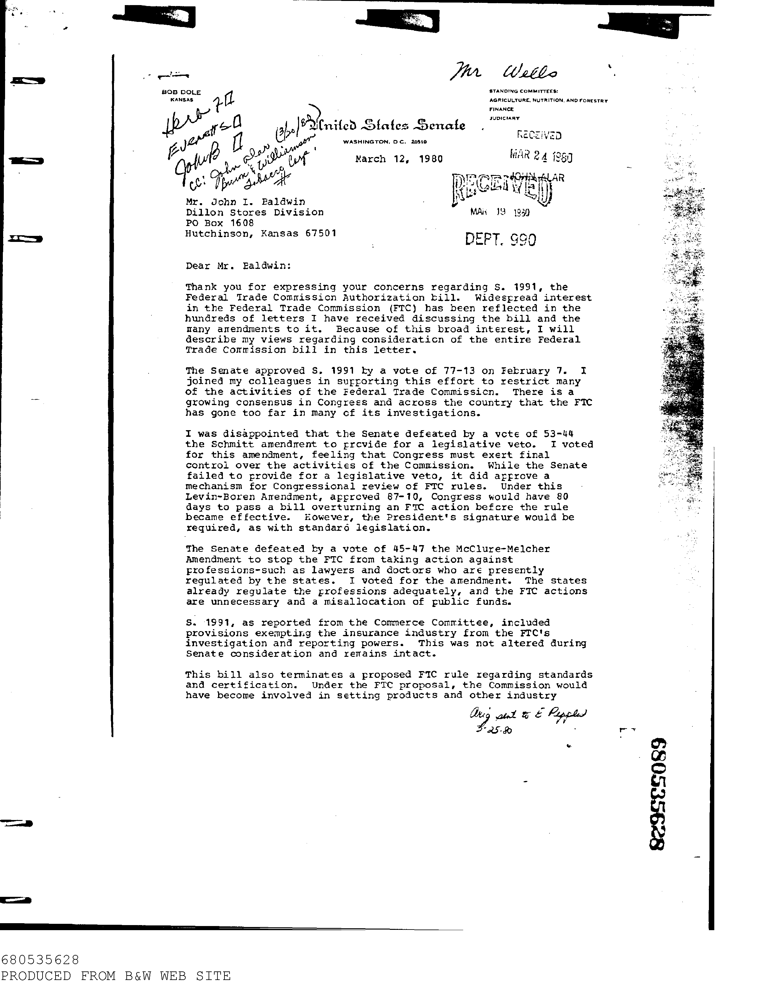 Mr Wells
BOB DOLE
KANSAS
STANDING COMMITTEES:
AGRICULTURE, NUTRITION, AND FORESTRY
FINANCE
JUDICIARY
Herb
Everett
John B
cc: John Alar (3/20/80)
Brown & Williamson
Tobacco Corp.
United States Senate
WASHINGTON, D.C. 20510
March 12, 1980
RECEIVED
MAR 24 1980
JOHN ALAR
RECEIVED
MAR 19 1980
DEPT. 990
Mr. John I. Baldwin
Dillon Stores Division
PO Box 1608
Hutchinson, Kansas 67501
Dear Mr. Baldwin:
Thank you for expressing your concerns regarding S. 1991, the
Federal Trade Commission Authorization bill. Widespread interest
in the Federal Trade Commission (FTC) has been reflected in the
hundreds of letters I have received discussing the bill and the
many amendments to it. Because of this broad interest, I will
describe my views regarding consideration of the entire Federal
Trade Commission bill in this letter.
The Senate approved S. 1991 by a vote of 77-13 on February 7. I
joined my colleagues in supporting this effort to restrict many
of the activities of the Federal Trade Commission. There is a
growing consensus in Congress and across the country that the FTC
has gone too far in many of its investigations.
I was disappointed that the Senate defeated by a vote of 53-44
the Schmitt amendment to provide for a legislative veto. I voted
for this amendment, feeling that Congress must exert final
control over the activities of the Commission. While the Senate
failed to provide for a legislative veto, it did approve a
mechanism for Congressional review of FTC rules. Under this
Levin-Boren Amendment, approved 87-10, Congress would have 80
days to pass a bill overturning an FTC action before the rule
became effective. However, the President's signature would be
required, as with standard legislation.
The Senate defeated by a vote of 45-47 the McClure-Melcher
Amendment to stop the FTC from taking action against
professions-such as lawyers and doctors who are presently
regulated by the states. I voted for the amendment. The states
already regulate the professions adequately, and the FTC actions
are unnecessary and a misallocation of public funds.
S. 1991, as reported from the Commerce Committee, included
provisions exempting the insurance industry from the FTC's
investigation and reporting powers. This was not altered during
Senate consideration and remains intact.
This bill also terminates a proposed FTC rule regarding standards
and certification. Under the FTC proposal, the Commission would
have become involved in setting products and other industry
Orig sent to E Pepples
3-25-80
680535628
680535628
PRODUCED FROM B&W WEB SITE